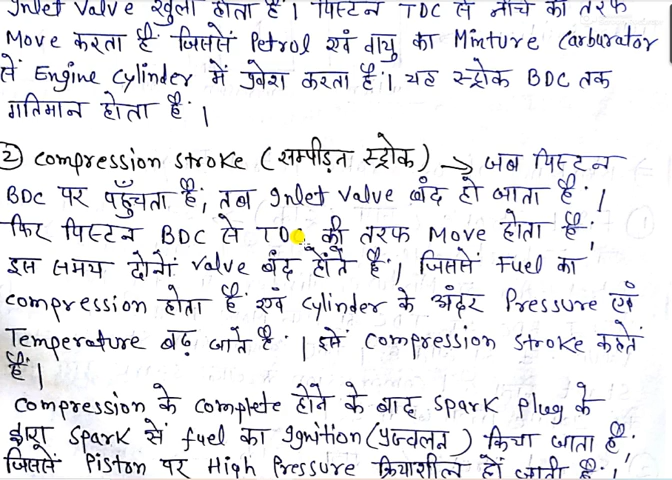 Inlet Valve खुला होता है। पिस्टन TDC से नीचे की तरफ
Move करता है जिससें Petrol एवं वायु का Minture Carburator
सें Engine Cylinder में प्रवेश करता है। यह स्ट्रोक BDC तक
गतिमान होता है।
② Compression Stroke (सम्पीड़न स्ट्रोक) → जब पिस्टन
BDC पर पहुँचता है, तब Inlet Valve बंद हो जाता है।
फिर पिस्टन BDC से TDC की तरफ Move होता है,
इस समय दोनों Valve बंद होंते है, जिससें Fuel का
Compression होता है एवं Cylinder के अंदर Pressure एवं
Temperature बढ़ जाते है। इसें Compression Stroke कहतें
है।
Compression के Complete होने के बाद Spark Plug के
द्वारा Spark सें fuel का Ignition (प्रज्वलन) किया जाता है,
जिससें Piston पर High Pressure क्रियाशील हों जाती है।